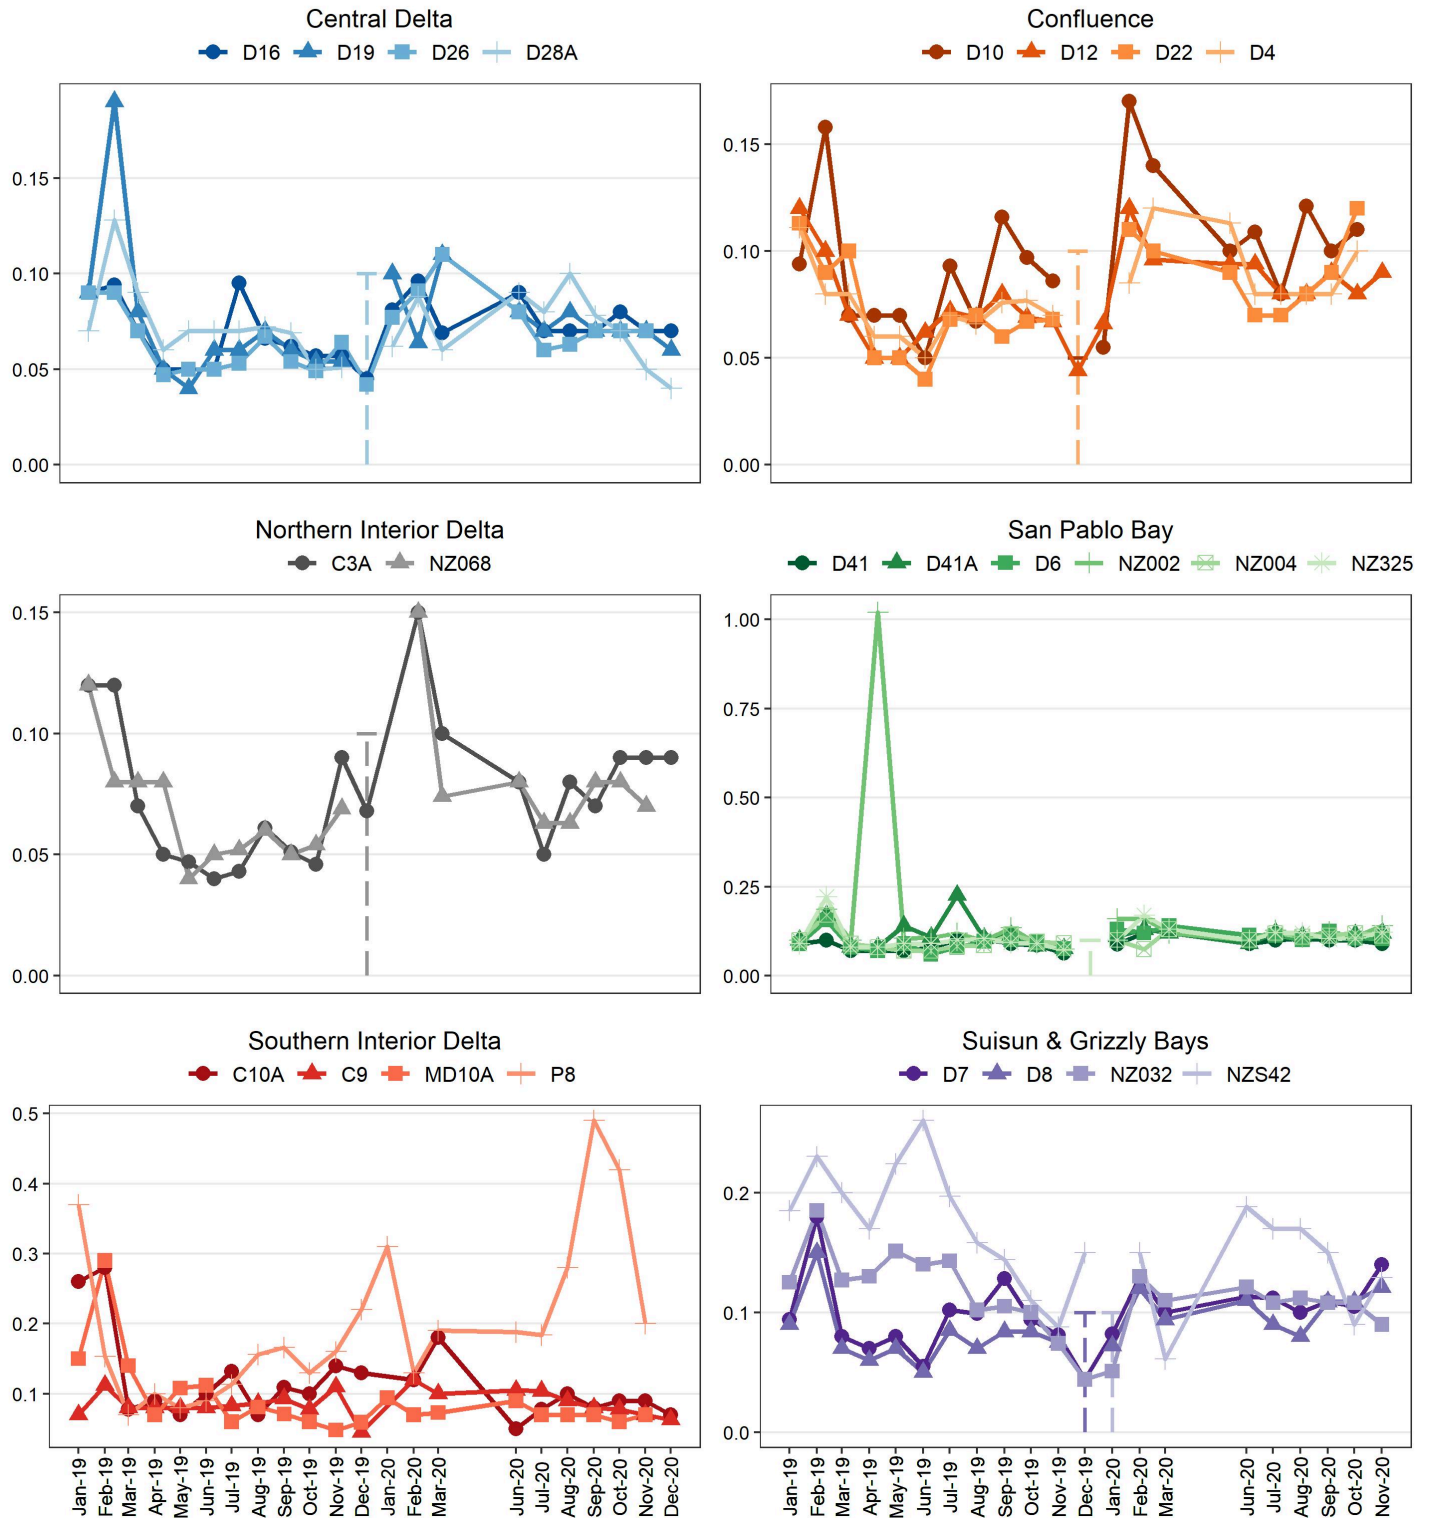 Central Delta
D16 D19 D26 D28A
0.15
0.10
0.05
0.00
Confluence
D10 D12 D22 D4
0.15
0.10
0.05
0.00
Northern Interior Delta
C3A NZ068
0.15
0.10
0.05
0.00
San Pablo Bay
D41 D41A D6 NZ002 NZ004 NZ325
1.00
0.75
0.50
0.25
0.00
Southern Interior Delta
C10A C9 MD10A P8
0.5
0.4
0.3
0.2
0.1
Jan-19 Feb-19 Mar-19 Apr-19 May-19 Jun-19 Jul-19 Aug-19 Sep-19 Oct-19 Nov-19 Dec-19 Jan-20 Feb-20 Mar-20 Jun-20 Jul-20 Aug-20 Sep-20 Oct-20 Nov-20 Dec-20
Suisun & Grizzly Bays
D7 D8 NZ032 NZS42
0.2
0.1
0.0
Jan-19 Feb-19 Mar-19 Apr-19 May-19 Jun-19 Jul-19 Aug-19 Sep-19 Oct-19 Nov-19 Dec-19 Jan-20 Feb-20 Mar-20 Jun-20 Jul-20 Aug-20 Sep-20 Oct-20 Nov-20